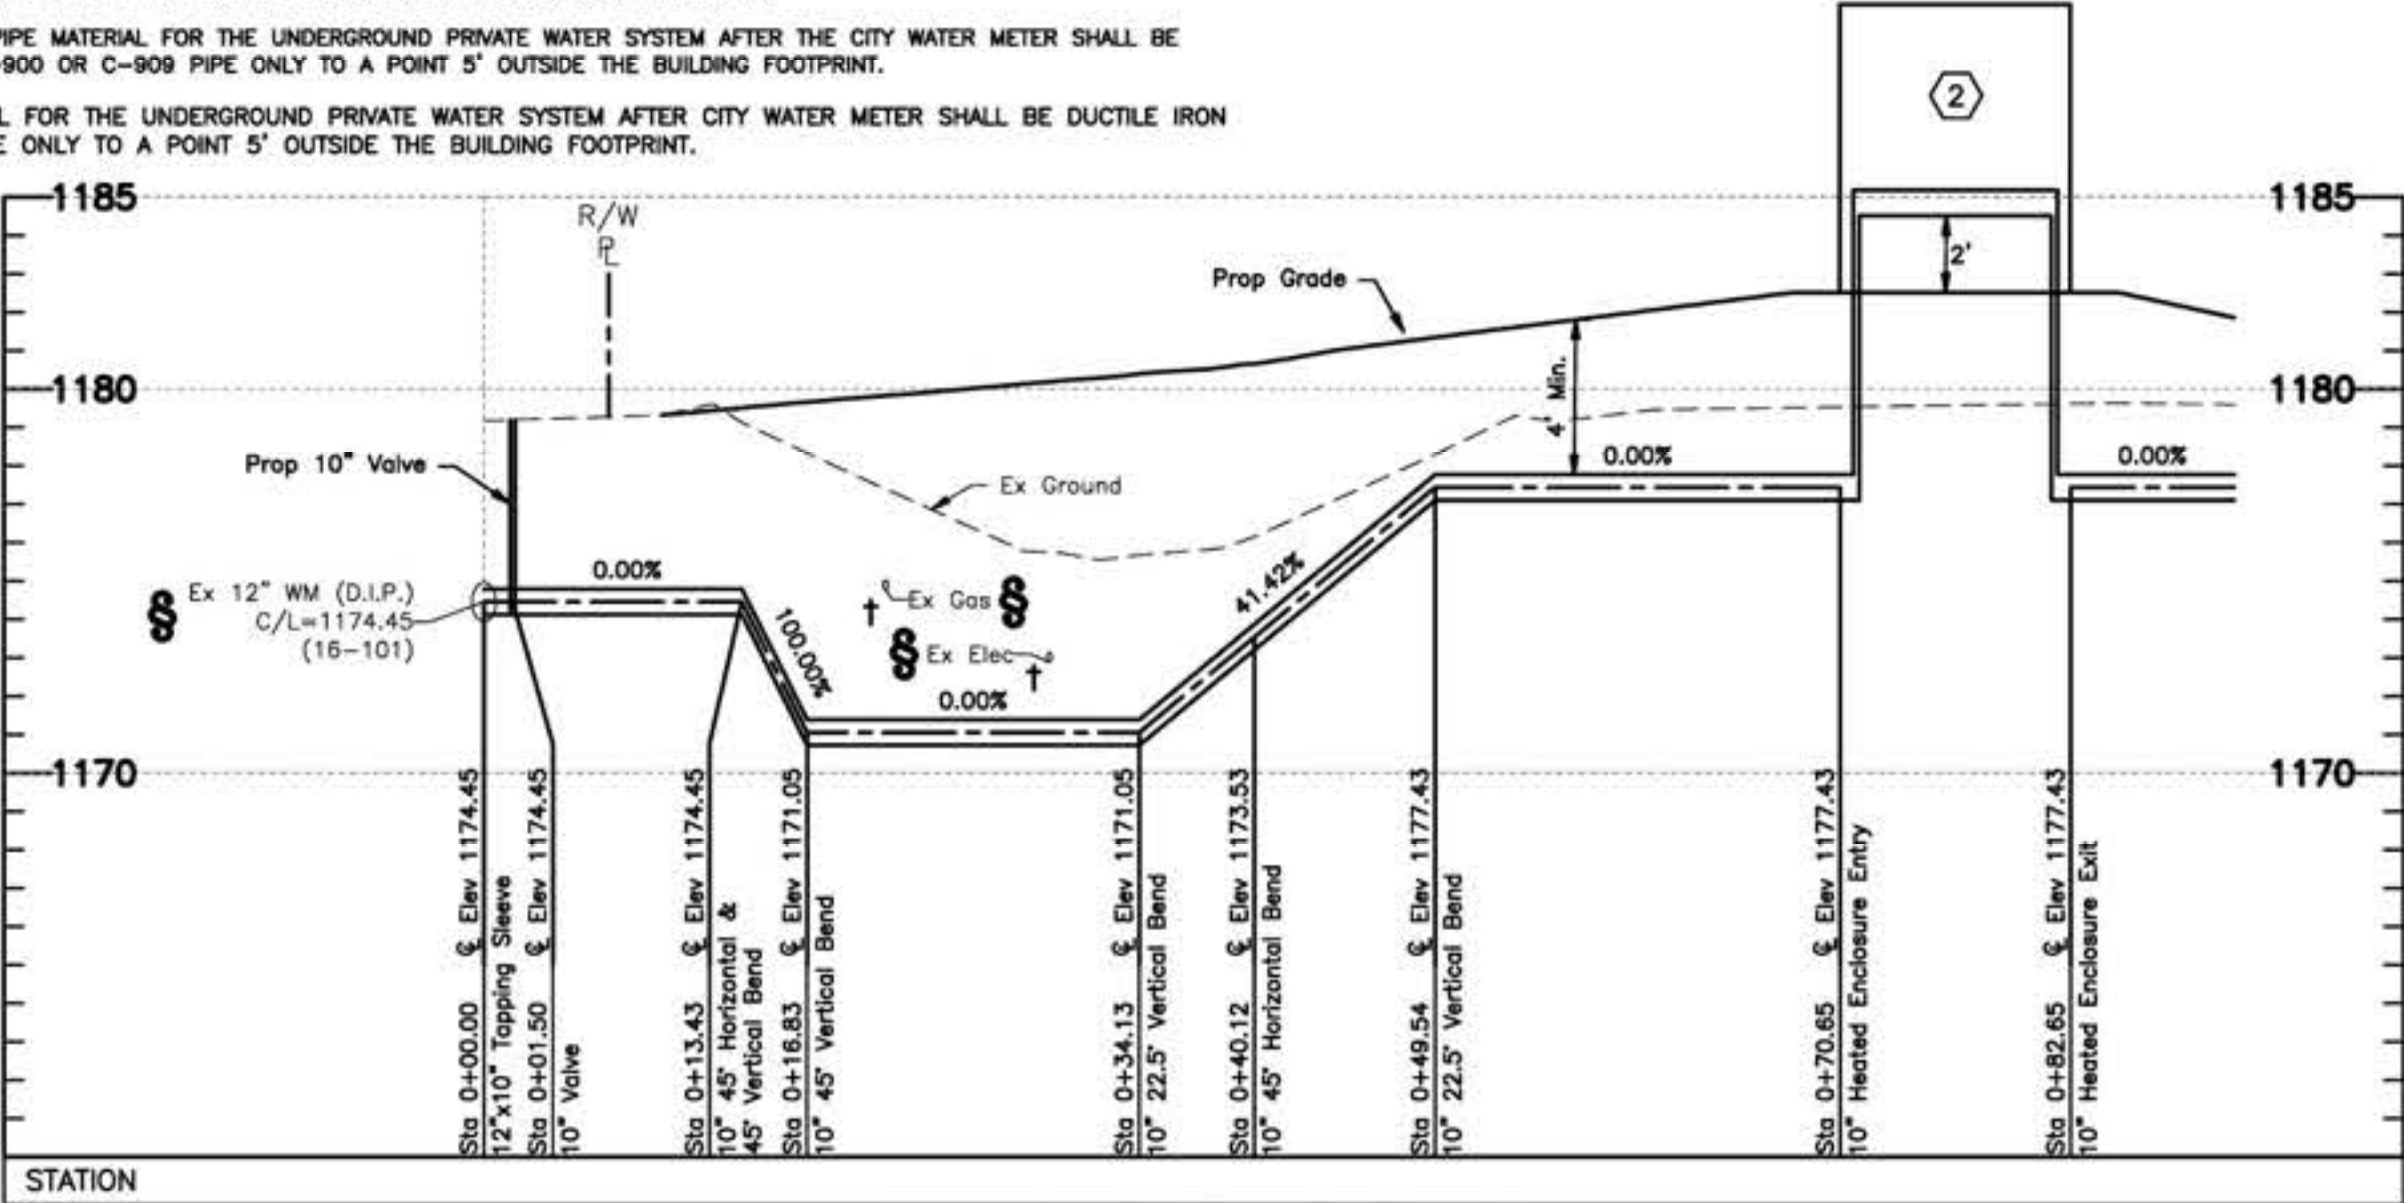 PIPE MATERIAL FOR THE UNDERGROUND PRIVATE WATER SYSTEM AFTER THE CITY WATER METER SHALL BE
-900 OR C-909 PIPE ONLY TO A POINT 5' OUTSIDE THE BUILDING FOOTPRINT.
L FOR THE UNDERGROUND PRIVATE WATER SYSTEM AFTER CITY WATER METER SHALL BE DUCTILE IRON
E ONLY TO A POINT 5' OUTSIDE THE BUILDING FOOTPRINT.
2
1185
1185
R/W
PL
2'
Prop Grade
1180
1180
4' Min.
Prop 10" Valve
0.00%
0.00%
Ex Ground
0.00%
41.42%
100.00%
§ Ex 12" WM (D.I.P.)
C/L=1174.45
(16-101)
† Ex Gas §
§ Ex Elec †
0.00%
1170
1170
Sta 0+00.00 ℄ Elev 1174.45
12"x10" Tapping Sleeve
Sta 0+01.50 ℄ Elev 1174.45
10" Valve
Sta 0+13.43 ℄ Elev 1174.45
10" 45° Horizontal &
45° Vertical Bend
Sta 0+16.83 ℄ Elev 1171.05
10" 45° Vertical Bend
Sta 0+34.13 ℄ Elev 1171.05
10" 22.5° Vertical Bend
Sta 0+40.12 ℄ Elev 1173.53
10" 45° Horizontal Bend
Sta 0+49.54 ℄ Elev 1177.43
10" 22.5° Vertical Bend
Sta 0+70.65 ℄ Elev 1177.43
10" Heated Enclosure Entry
Sta 0+82.65 ℄ Elev 1177.43
10" Heated Enclosure Exit
STATION